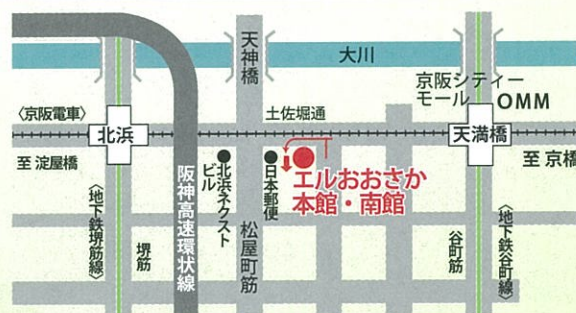 天神橋
大川
京阪シティー
モール
OMM
〈京阪電車〉
土佐堀通
北浜
天満橋
至 淀屋橋
至 京橋
エルおおさか
本館・南館
北浜ネクスト
ビル
日本郵便
阪神高速環状線
〈地下鉄堺筋線〉
堺筋
松屋町筋
谷町筋
〈地下鉄谷町線〉